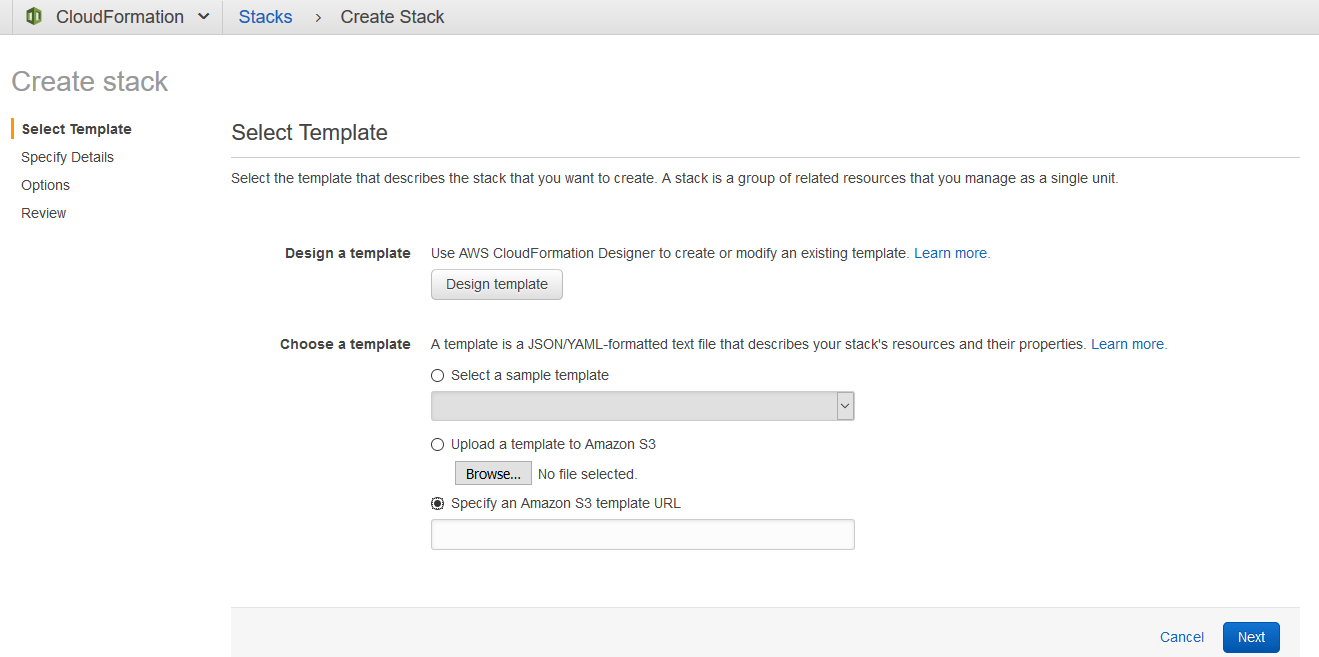 CloudFormation Stacks > Create Stack
Create stack
Select Template
Specify Details
Options
Review
Select Template
Select the template that describes the stack that you want to create. A stack is a group of related resources that you manage as a single unit.
Design a template Use AWS CloudFormation Designer to create or modify an existing template. Learn more.
Design template
Choose a template A template is a JSON/YAML-formatted text file that describes your stack's resources and their properties. Learn more.
Select a sample template
Upload a template to Amazon S3
Browse... No file selected.
Specify an Amazon S3 template URL
Cancel Next